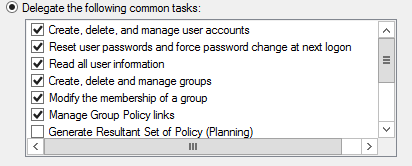 Delegate the following common tasks:
Create, delete, and manage user accounts
Reset user passwords and force password change at next logon
Read all user information
Create, delete and manage groups
Modify the membership of a group
Manage Group Policy links
Generate Resultant Set of Policy (Planning)